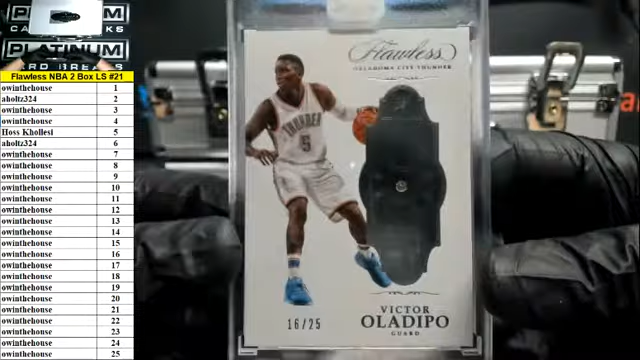 PLATINUM
PLATINUM
CARD BREAKS
Flawless NBA 2 Box LS #21
owinthehouse 1
aholtz324 2
owinthehouse 3
owinthehouse 4
Hoss Khollesi 5
aholtz324 6
owinthehouse 7
owinthehouse 8
owinthehouse 9
owinthehouse 10
owinthehouse 11
owinthehouse 12
owinthehouse 13
owinthehouse 14
owinthehouse 15
owinthehouse 16
owinthehouse 17
owinthehouse 18
owinthehouse 19
owinthehouse 20
owinthehouse 21
owinthehouse 22
owinthehouse 23
owinthehouse 24
owinthehouse 25
Flawless
OKLAHOMA CITY THUNDER
THUNDER
5
16/25
VICTOR
OLADIPO
GUARD